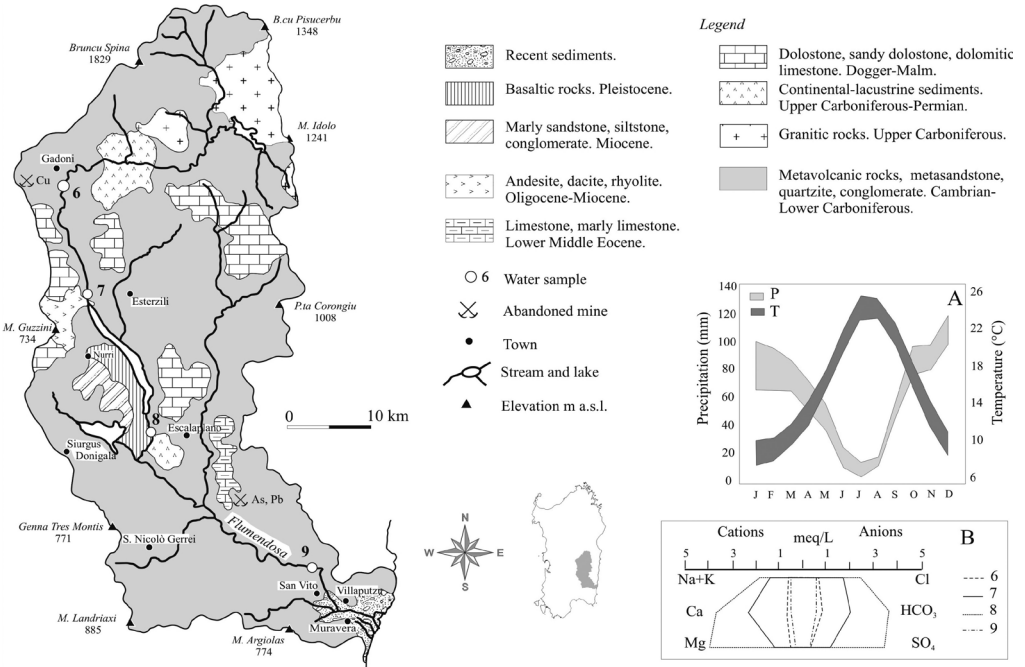 B.cu Pisucerbu
1348
Bruncu Spina
1829
M. Idolo
1241
Gadoni
Cu
6
7
Esterzili
P.ta Corongiu
1008
M. Guzzini
734
Nurri
8
Escalaplano
Siurgus
Donigala
As, Pb
Genna Tres Montis
771
S. Nicolò Gerrei
Flumendosa
9
San Vito
Villaputzu
M. Landriaxi
885
M. Argiolas
774
Muravera
Legend
Recent sediments.
Basaltic rocks. Pleistocene.
Marly sandstone, siltstone,
conglomerate. Miocene.
Andesite, dacite, rhyolite.
Oligocene-Miocene.
Limestone, marly limestone.
Lower Middle Eocene.
6 Water sample
Abandoned mine
Town
Stream and lake
Elevation m a.s.l.
0 10 km
Dolostone, sandy dolostone, dolomitic
limestone. Dogger-Malm.
Continental-lacustrine sediments.
Upper Carboniferous-Permian.
Granitic rocks. Upper Carboniferous.
Metavolcanic rocks, metasandstone,
quartzite, conglomerate. Cambrian-
Lower Carboniferous.
N
W E
S
A
P
T
Precipitation (mm)
140
120
100
80
60
40
20
0
Temperature (°C)
26
22
18
14
10
6
J F M A M J J A S O N D
B
Cations meq/L Anions
5 3 1 1 3 5
Na+K Cl
Ca HCO₃
Mg SO₄
6
7
8
9